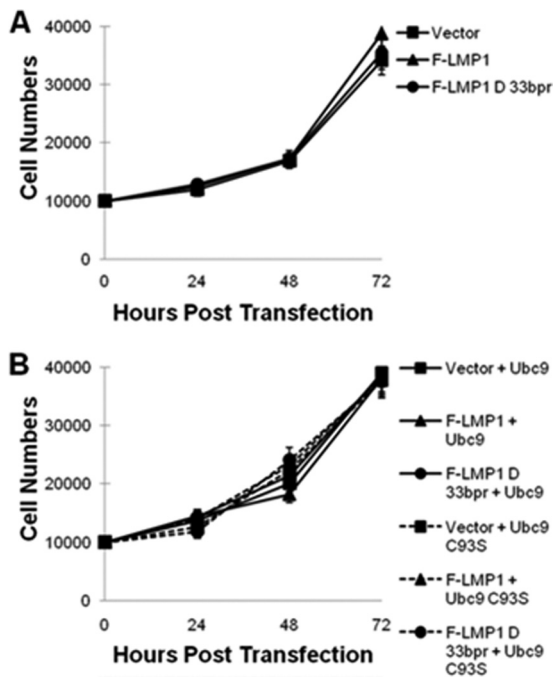 A
40000
30000
20000
10000
0
Cell Numbers
0 24 48 72
Hours Post Transfection
Vector
F-LMP1
F-LMP1 D 33bpr
B
40000
30000
20000
10000
0
Cell Numbers
0 24 48 72
Hours Post Transfection
Vector + Ubc9
F-LMP1 +
Ubc9
F-LMP1 D
33bpr + Ubc9
Vector + Ubc9
C93S
F-LMP1 +
Ubc9 C93S
F-LMP1 D
33bpr + Ubc9
C93S